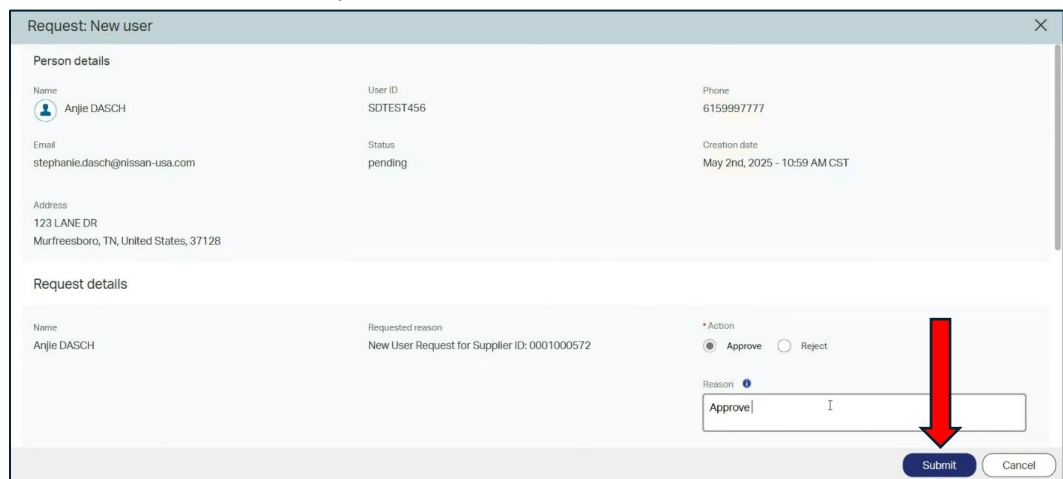 Request: New user
Person details
Name
User ID
Phone
Anjie DASCH
SDTEST456
6159997777
Email
Status
Creation date
stephanie.dasch@nissan-usa.com
pending
May 2nd, 2025 - 10:59 AM CST
Address
123 LANE DR
Murfreesboro, TN, United States, 37128
Request details
Name
Requested reason
* Action
Anjie DASCH
New User Request for Supplier ID: 0001000572
Approve
Reject
Reason
Approve
Submit
Cancel